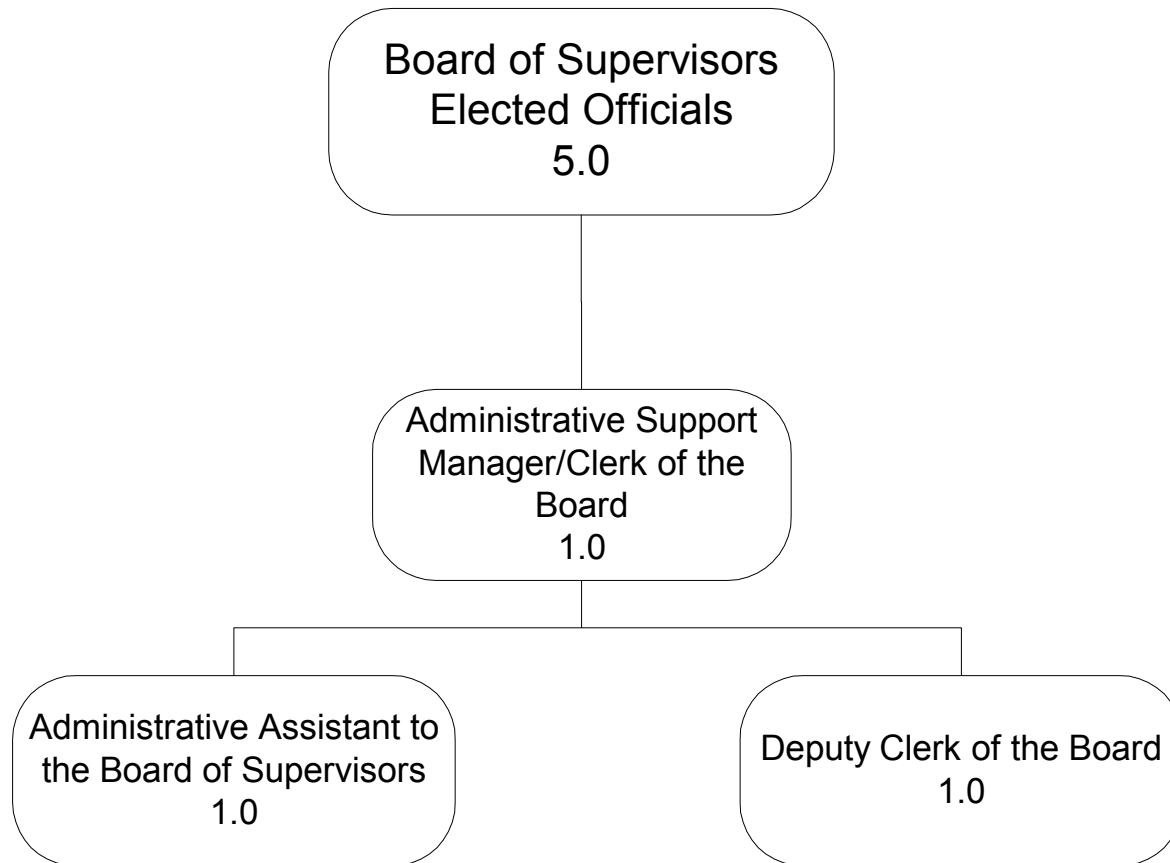 Board of Supervisors
Elected Officials
5.0
Administrative Support
Manager/Clerk of the
Board
1.0
Administrative Assistant to
the Board of Supervisors
1.0
Deputy Clerk of the Board
1.0